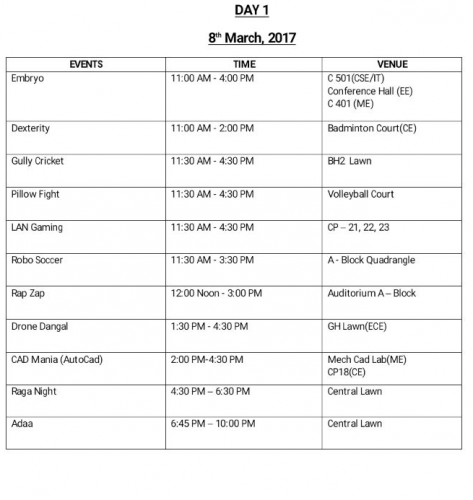 DAY 1
8th March, 2017
EVENTS TIME VENUE
Embryo 11:00 AM - 4:00 PM C 501(CSE/IT)
Conference Hall (EE)
C 401 (ME)
Dexterity 11:00 AM - 2:00 PM Badminton Court(CE)
Gully Cricket 11:30 AM - 4:30 PM BH2 Lawn
Pillow Fight 11:30 AM - 4:30 PM Volleyball Court
LAN Gaming 11:30 AM - 4:30 PM CP – 21, 22, 23
Robo Soccer 11:30 AM - 3:30 PM A - Block Quadrangle
Rap Zap 12:00 Noon - 3:00 PM Auditorium A – Block
Drone Dangal 1:30 PM - 4:30 PM GH Lawn(ECE)
CAD Mania (AutoCad) 2:00 PM-4:30 PM Mech Cad Lab(ME)
CP18(CE)
Raga Night 4:30 PM – 6:30 PM Central Lawn
Adaa 6:45 PM – 10:00 PM Central Lawn